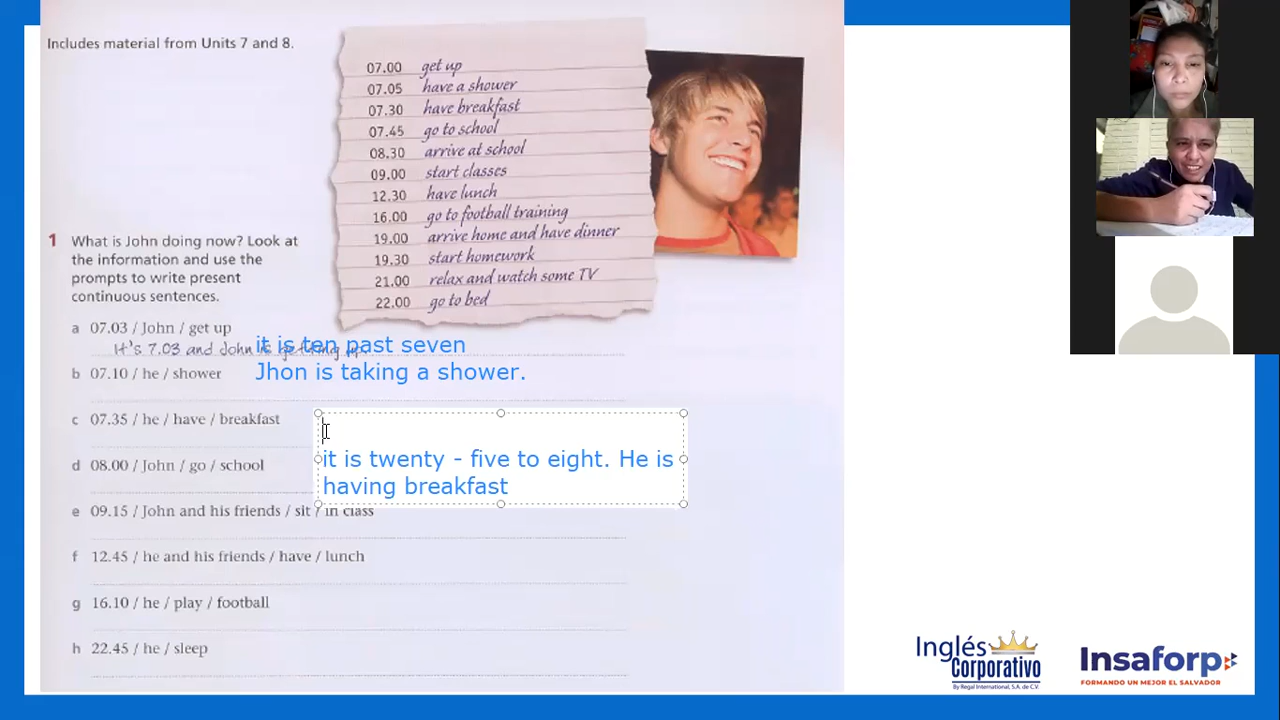 Includes material from Units 7 and 8.
07.00 get up
07.05 have a shower
07.30 have breakfast
07.45 go to school
08.30 arrive at school
09.00 start classes
12.30 have lunch
16.00 go to football training
19.00 arrive home and have dinner
19.30 start homework
21.00 relax and watch some TV
22.00 go to bed
1 What is John doing now? Look at
the information and use the
prompts to write present
continuous sentences.
a 07.03 / John / get up
It's 7.03 and John is getting up
it is ten past seven
b 07.10 / he / shower
Jhon is taking a shower.
c 07.35 / he / have / breakfast
it is twenty - five to eight. He is
having breakfast
d 08.00 / John / go / school
e 09.15 / John and his friends / sit / in class
f 12.45 / he and his friends / have / lunch
g 16.10 / he / play / football
h 22.45 / he / sleep
Inglés
Corporativo
By Regal International, S.A. de C.V.
Insaforp
FORMANDO UN MEJOR EL SALVADOR